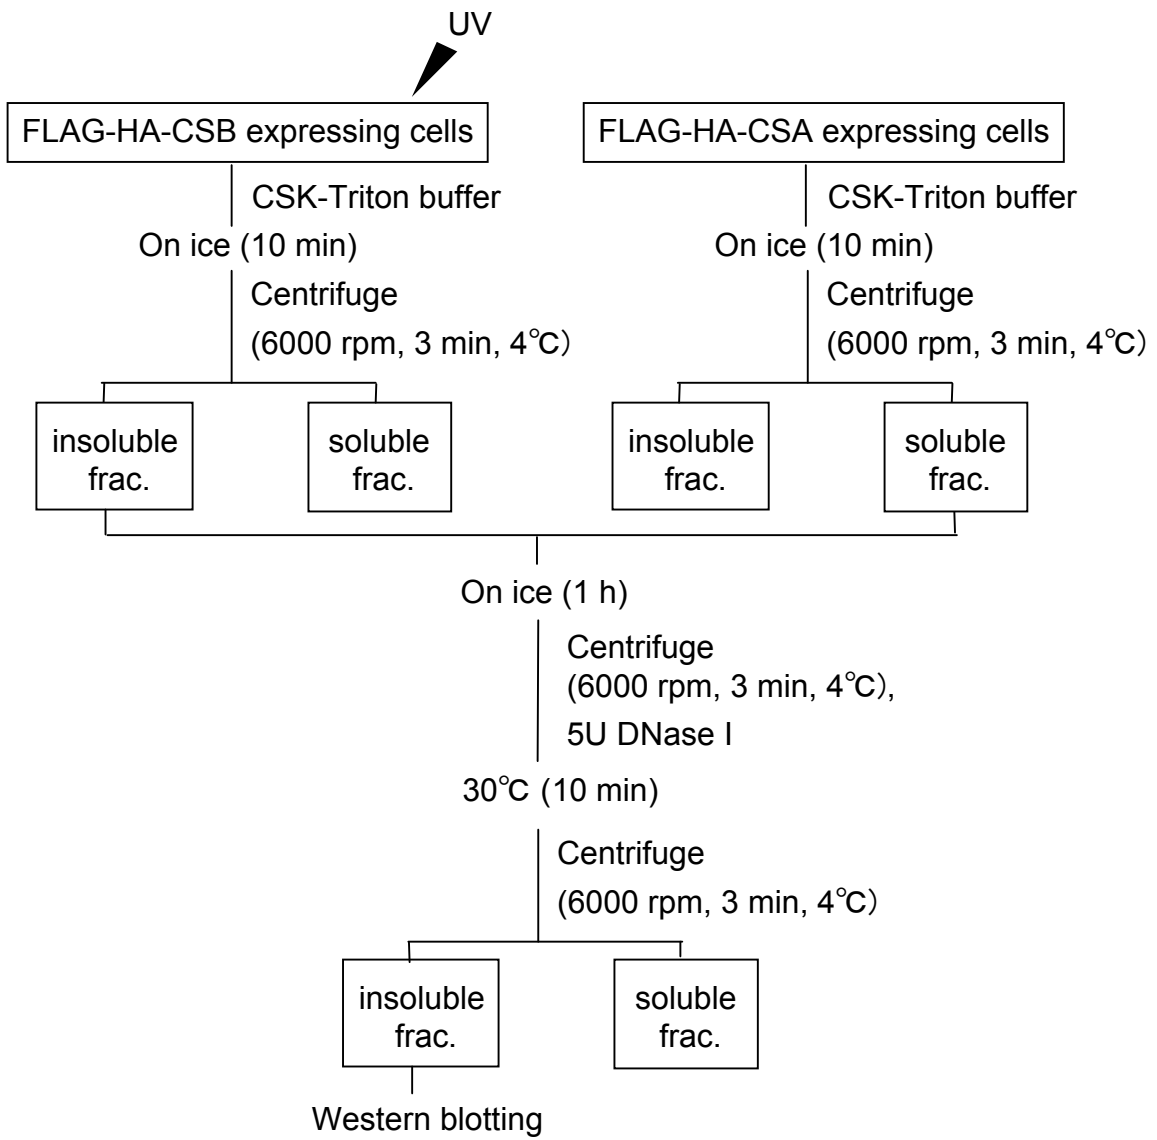 UV
FLAG-HA-CSB expressing cells
FLAG-HA-CSA expressing cells
CSK-Triton buffer
CSK-Triton buffer
On ice (10 min)
On ice (10 min)
Centrifuge
(6000 rpm, 3 min, 4℃)
Centrifuge
(6000 rpm, 3 min, 4℃)
insoluble
frac.
soluble
frac.
insoluble
frac.
soluble
frac.
On ice (1 h)
Centrifuge
(6000 rpm, 3 min, 4℃),
5U DNase I
30℃ (10 min)
Centrifuge
(6000 rpm, 3 min, 4℃)
insoluble
frac.
soluble
frac.
Western blotting